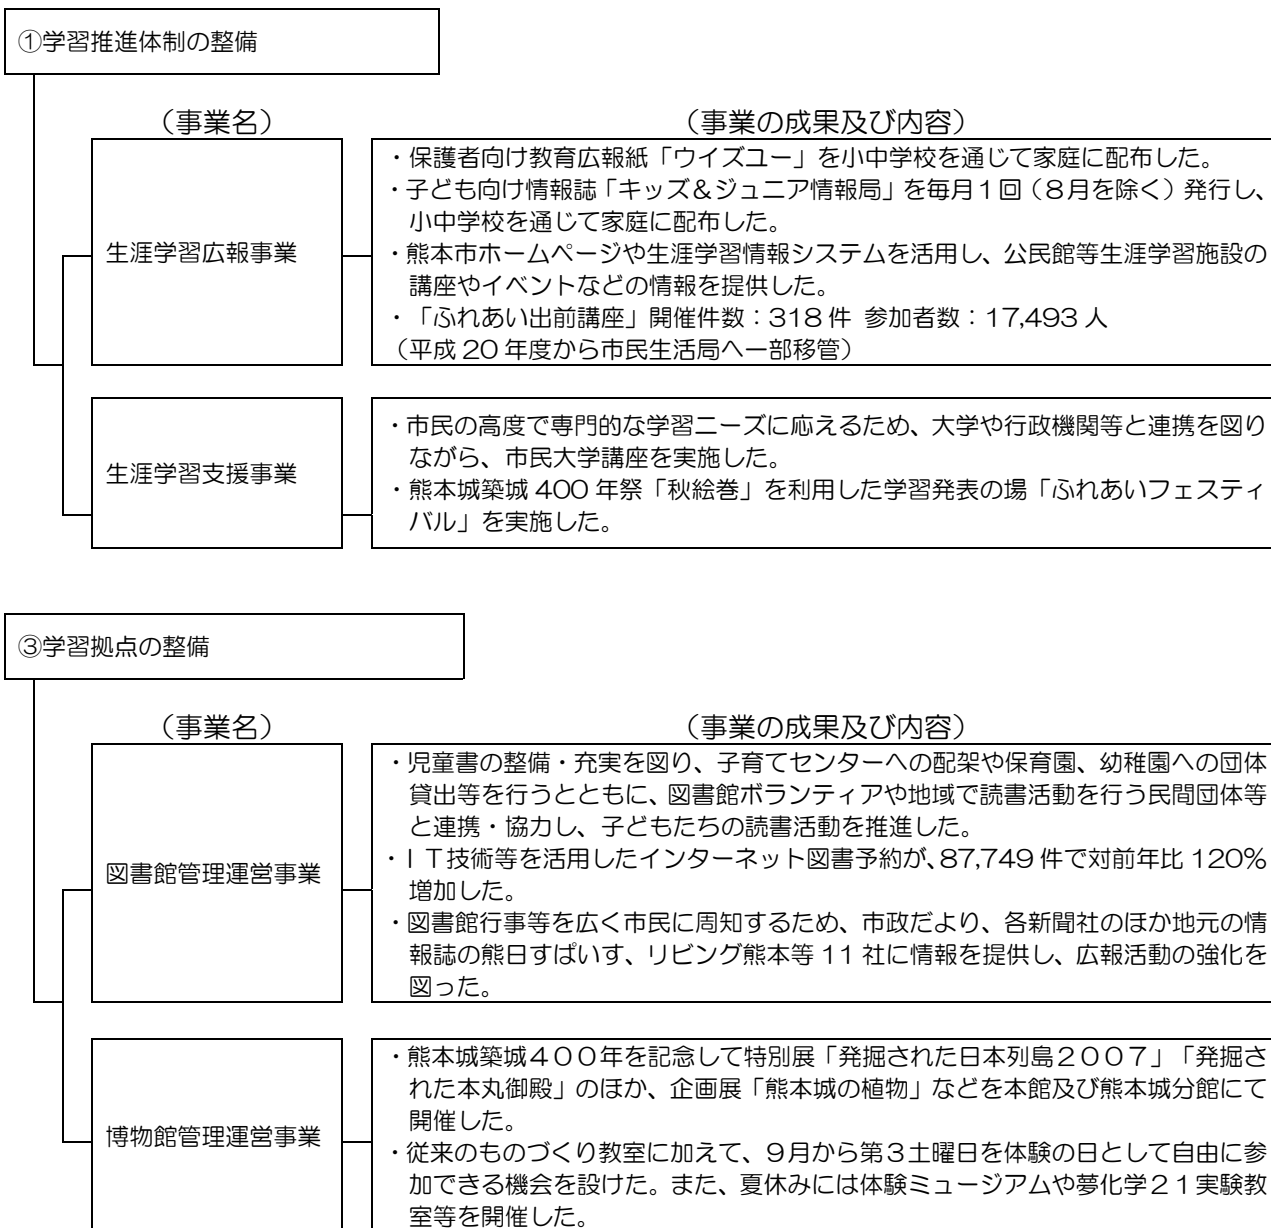 ①学習推進体制の整備
（事業名）
（事業の成果及び内容）
生涯学習広報事業
・保護者向け教育広報紙「ウイズユー」を小中学校を通じて家庭に配布した。
・子ども向け情報誌「キッズ＆ジュニア情報局」を毎月１回（８月を除く）発行し、
小中学校を通じて家庭に配布した。
・熊本市ホームページや生涯学習情報システムを活用し、公民館等生涯学習施設の
講座やイベントなどの情報を提供した。
・「ふれあい出前講座」開催件数：318 件 参加者数：17,493 人
（平成 20 年度から市民生活局へ一部移管）
生涯学習支援事業
・市民の高度で専門的な学習ニーズに応えるため、大学や行政機関等と連携を図り
ながら、市民大学講座を実施した。
・熊本城築城 400 年祭「秋絵巻」を利用した学習発表の場「ふれあいフェスティ
バル」を実施した。
③学習拠点の整備
（事業名）
（事業の成果及び内容）
図書館管理運営事業
・児童書の整備・充実を図り、子育てセンターへの配架や保育園、幼稚園への団体
貸出等を行うとともに、図書館ボランティアや地域で読書活動を行う民間団体等
と連携・協力し、子どもたちの読書活動を推進した。
・ＩＴ技術等を活用したインターネット図書予約が、87,749 件で対前年比 120％
増加した。
・図書館行事等を広く市民に周知するため、市政だより、各新聞社のほか地元の情
報誌の熊日すぱいす、リビング熊本等 11 社に情報を提供し、広報活動の強化を
図った。
博物館管理運営事業
・熊本城築城４００年を記念して特別展「発掘された日本列島２００７」「発掘さ
れた本丸御殿」のほか、企画展「熊本城の植物」などを本館及び熊本城分館にて
開催した。
・従来のものづくり教室に加えて、９月から第３土曜日を体験の日として自由に参
加できる機会を設けた。また、夏休みには体験ミュージアムや夢化学２１実験教
室等を開催した。